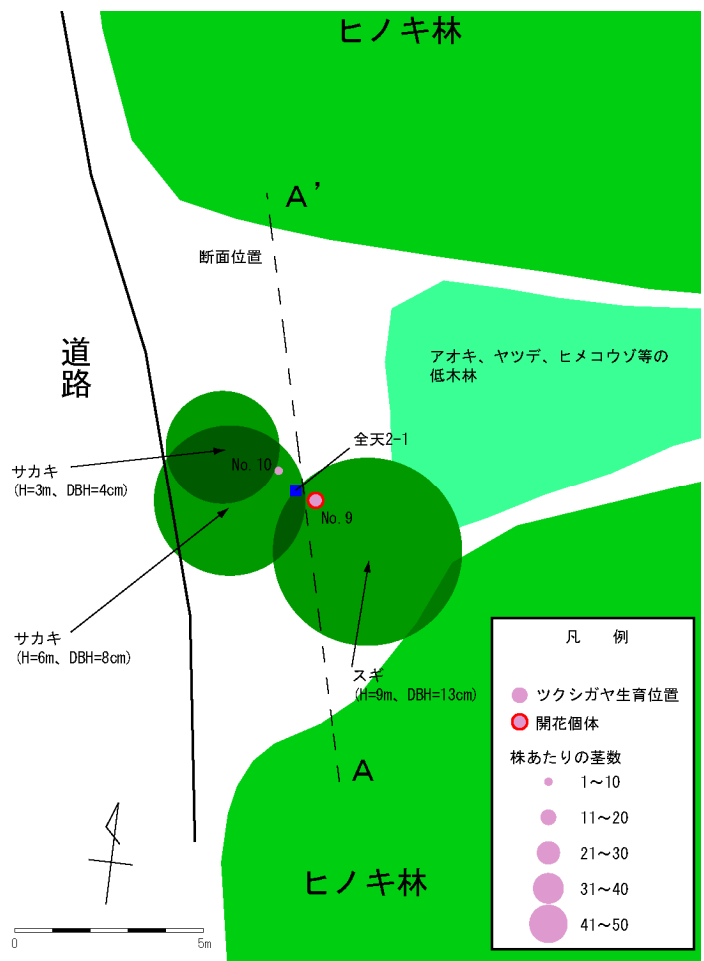 ヒノキ林
A’
断面位置
道路
アオキ、ヤツデ、ヒメコウゾ等の
低木林
全天2-1
No.10
サカキ
(H=3m、DBH=4cm)
No.9
サカキ
(H=6m、DBH=8cm)
スギ
(H=9m、DBH=13cm)
A
ヒノキ林
凡 例
ツクシガヤ生育位置
開花個体
株あたりの茎数
1～10
11～20
21～30
31～40
41～50
0 5m